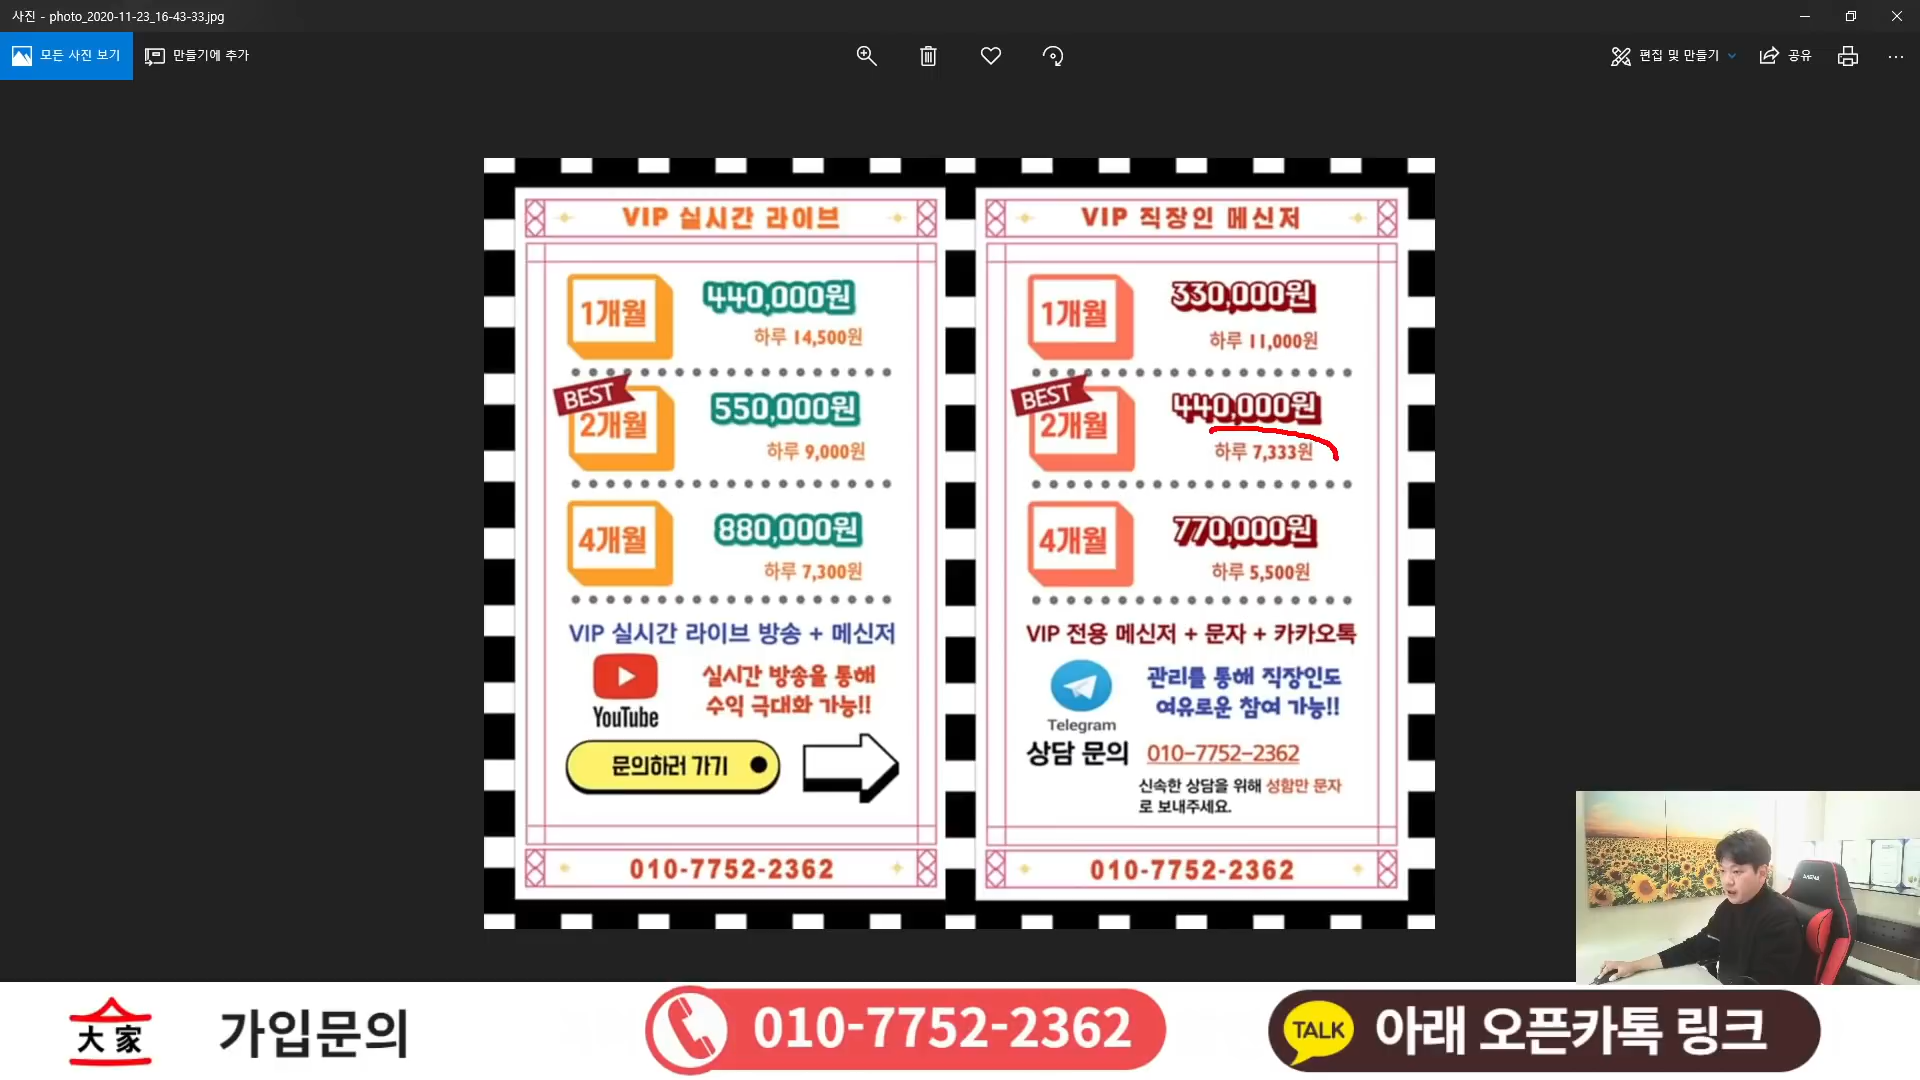 사진 - photo_2020-11-23_16-43-33.jpg
모든 사진 보기
만들기에 추가
편집 및 만들기
공유
VIP 실시간 라이브
1개월
440,000원
하루 14,500원
BEST
2개월
550,000원
하루 9,000원
4개월
880,000원
하루 7,300원
VIP 실시간 라이브 방송 + 메신저
YouTube
실시간 방송을 통해
수익 극대화 가능!!
문의하러 가기
010-7752-2362
VIP 직장인 메신저
1개월
330,000원
하루 11,000원
BEST
2개월
440,000원
하루 7,333원
4개월
770,000원
하루 5,500원
VIP 전용 메신저 + 문자 + 카카오톡
Telegram
관리를 통해 직장인도
여유로운 참여 가능!!
상담 문의 010-7752-2362
신속한 상담을 위해 성함만 문자
로 보내주세요.
010-7752-2362
大家
가입문의
010-7752-2362
TALK
아래 오픈카톡 링크